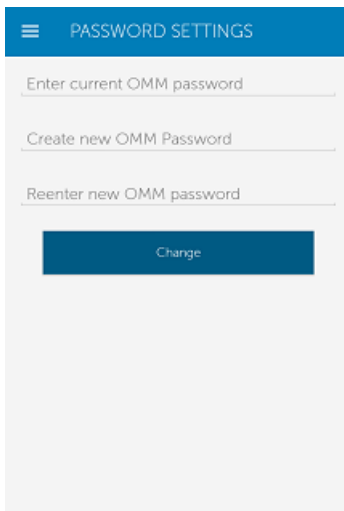 PASSWORD SETTINGS
Enter current OMM password
Create new OMM Password
Reenter new OMM password
Change